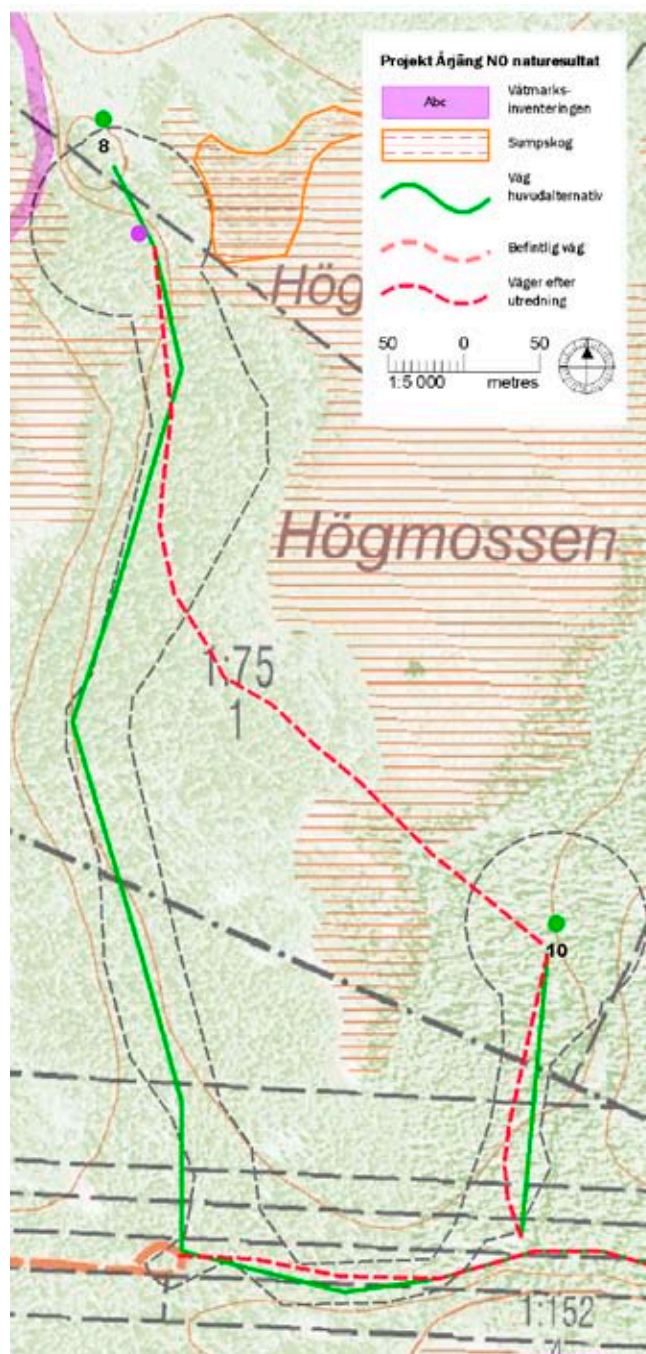 Projekt Årjäng NO naturesultat
Abc
Våtmarks-
inventeringen
Sumpskog
Väg
huvudalternativ
Befintlig väg
Väger efter
utredning
50 0 50
1:5 000 metres
8
Hög
Högmossen
1:75
1
10
1:152